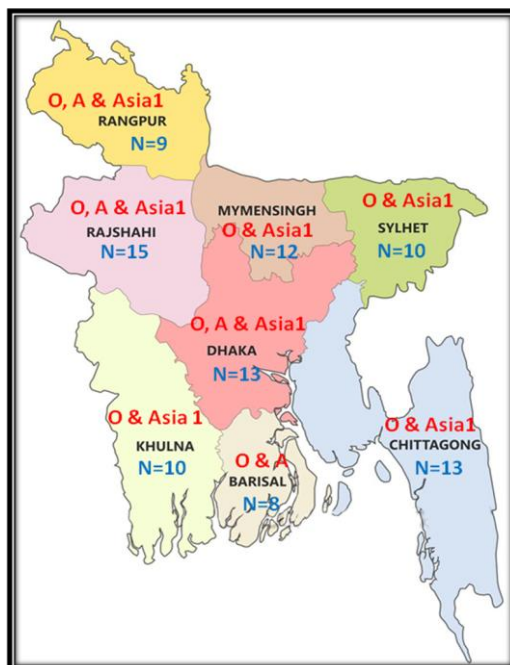 O, A & Asia1
RANGPUR
N=9
O, A & Asia1
RAJSHAHI
N=15
MYMENSINGH
O & Asia1
N=12
O & Asia1
SYLHET
N=10
O, A & Asia1
DHAKA
N=13
O & Asia 1
KHULNA
N=10
O & A
BARISAL
N=8
O & Asia1
CHITTAGONG
N=13